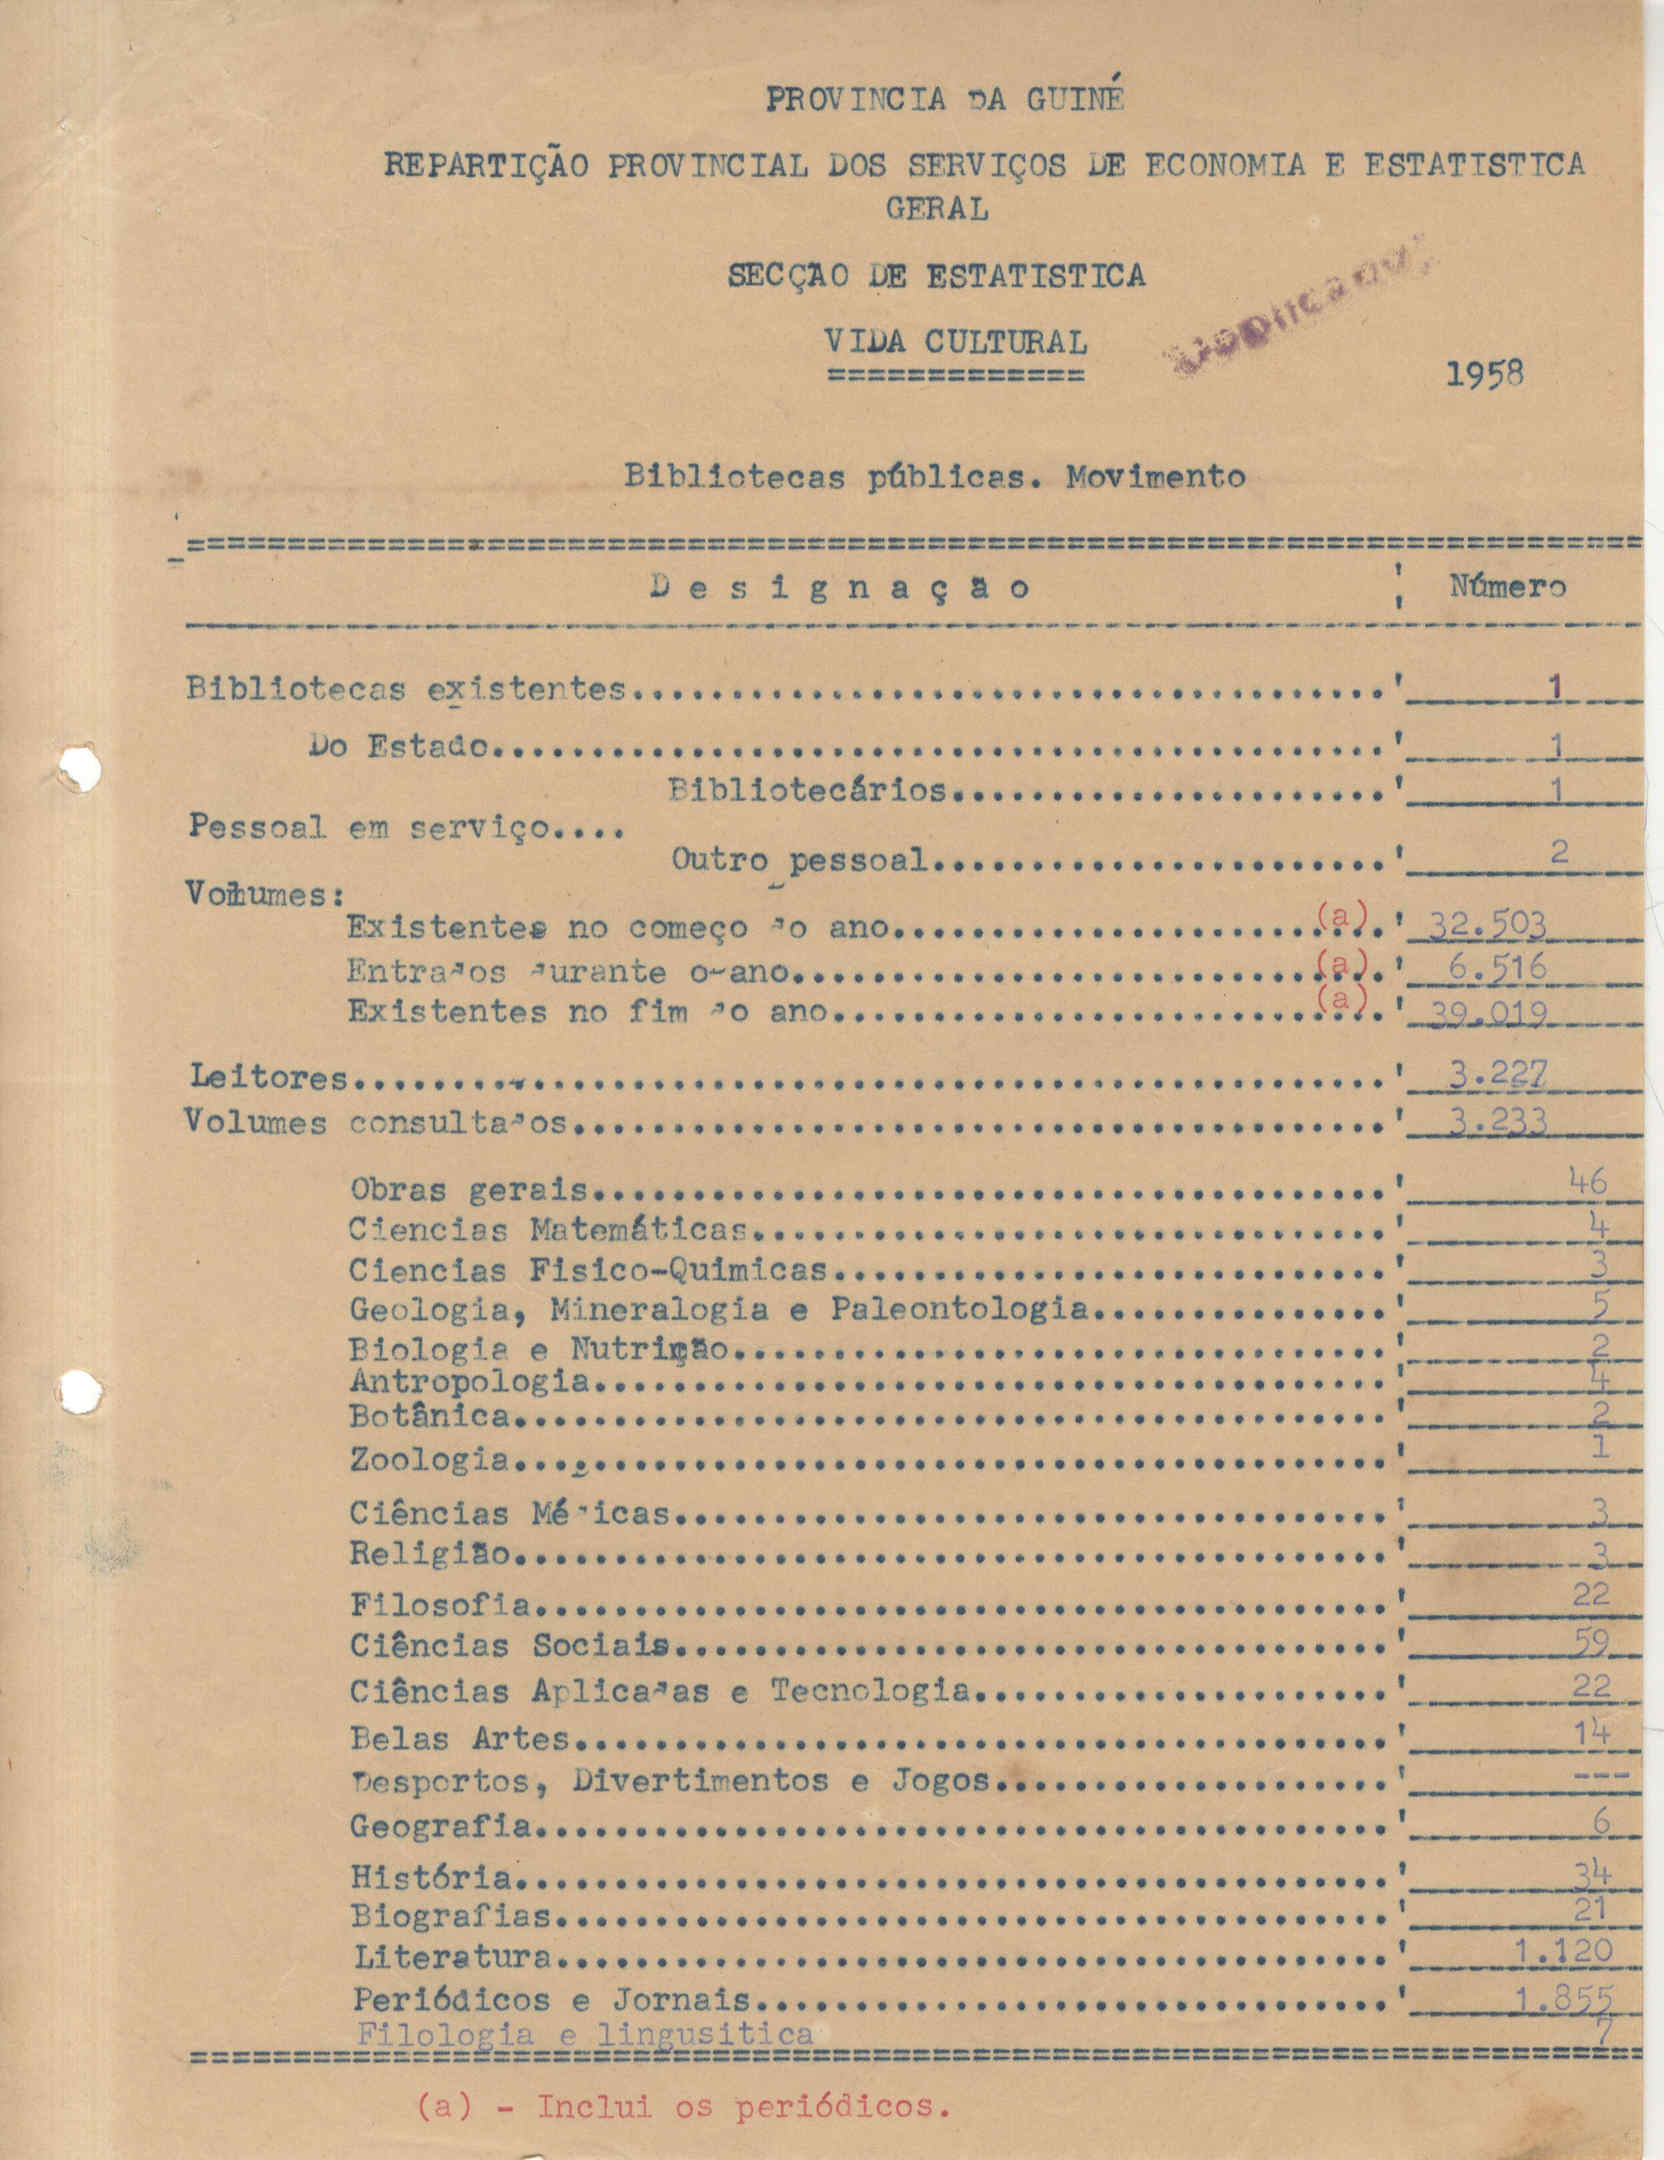 PROVINCIA DA GUINÉ
REPARTIÇÃO PROVINCIAL DOS SERVIÇOS DE ECONOMIA E ESTATISTICA
GERAL
SECÇÃO DE ESTATISTICA
VIDA CULTURAL
=============
1958
Bibliotecas públicas. Movimento
Designação Número
Bibliotecas existentes 1
Do Estado 1
Bibliotecários 1
Pessoal em serviço....
Outro pessoal 2
Volumes:
Existentes no começo do ano (a) 32.503
Entrados durante o ano (a) 6.516
Existentes no fim do ano (a) 39.019
Leitores 3.227
Volumes consultados 3.233
Obras gerais 46
Ciencias Matemáticas 4
Ciencias Fisico-Quimicas 3
Geologia, Mineralogia e Paleontologia 5
Biologia e Nutrição 2
Antropologia 4
Botânica 2
Zoologia 1
Ciências Médicas 3
Religião 3
Filosofia 22
Ciências Sociais 59
Ciências Aplicadas e Tecnologia 22
Belas Artes 14
Desportos, Divertimentos e Jogos ---
Geografia 6
História 34
Biografias 21
Literatura 1.120
Periódicos e Jornais 1.855
Filologia e lingusitica 7
(a) - Inclui os periódicos.